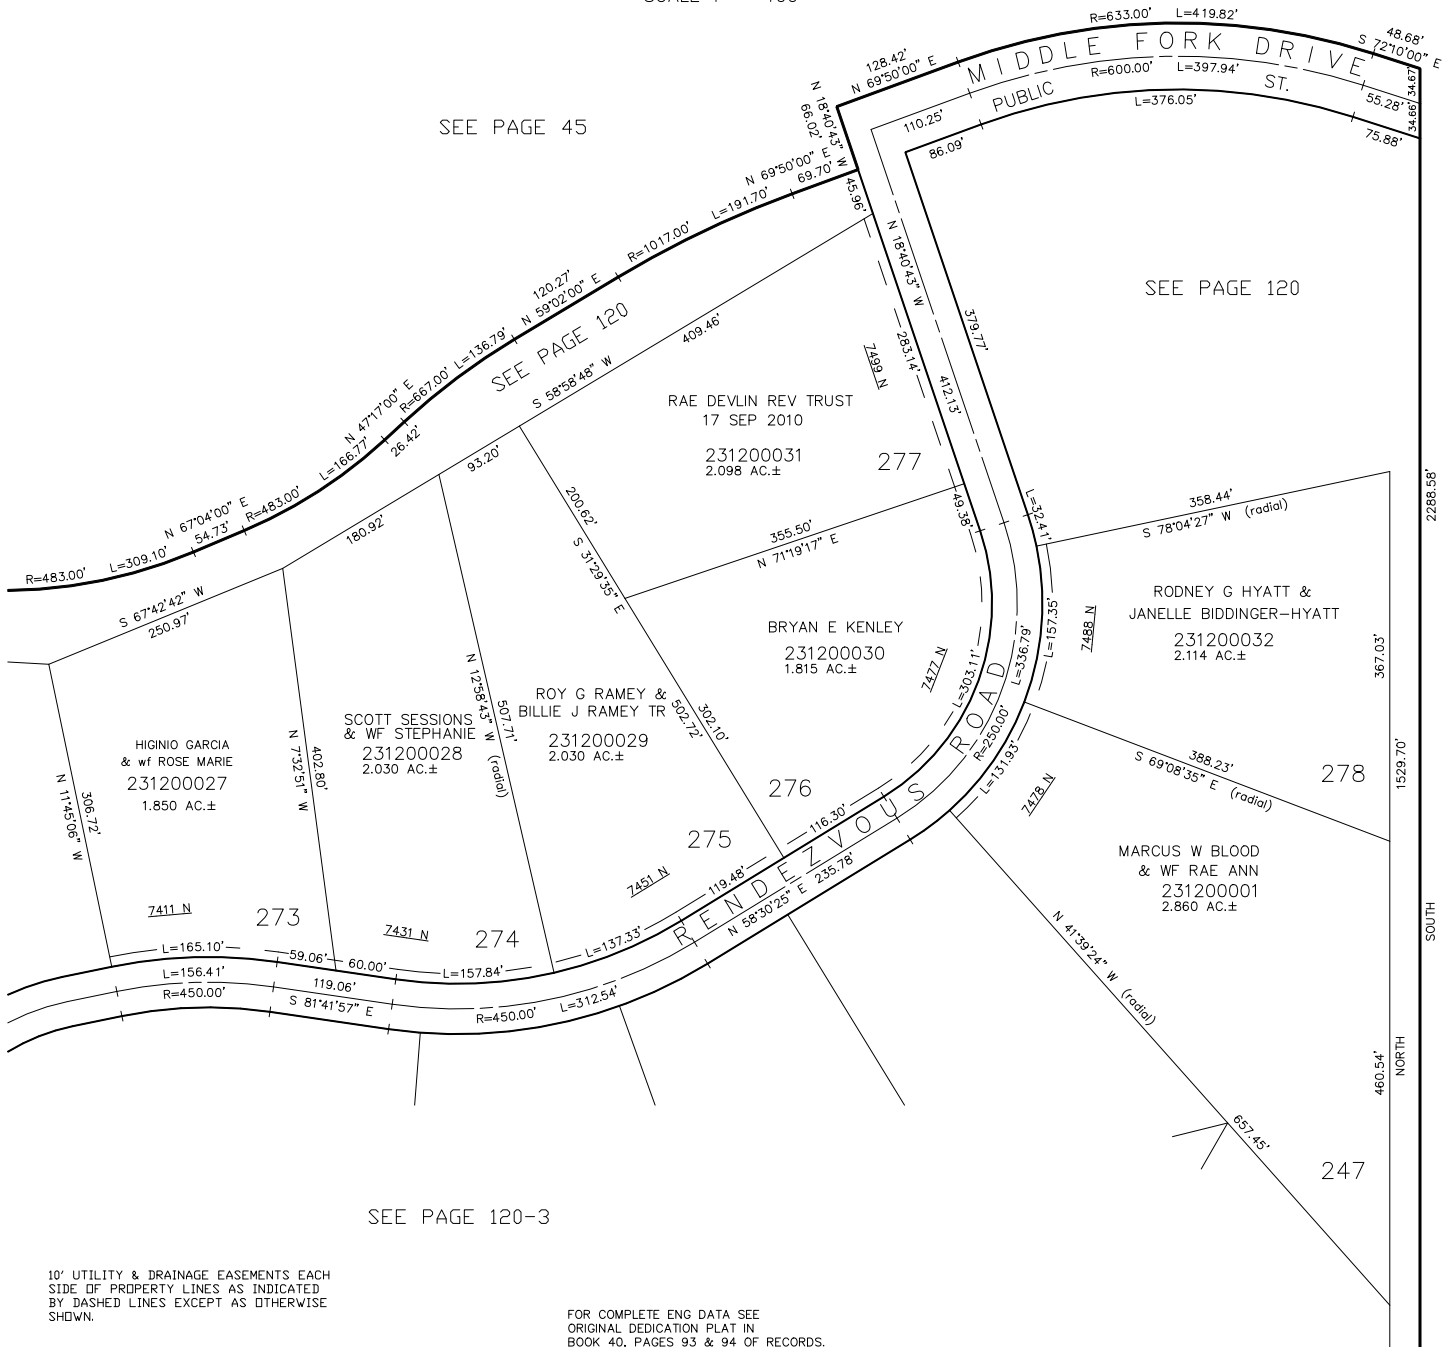 R=633.00' L=419.82'
48.68'
S 72°10'00" E
128.42'
N 69°50'00" E
MIDDLE FORK DRIVE
R=600.00' L=397.94'
34.67'
N 18°40'43" W
66.02'
PUBLIC ST.
L=376.05'
55.28'
34.66'
110.25'
75.88'
86.09'
SEE PAGE 45
N 69°50'00" E
69.70'
45.96'
L=191.70'
R=1017.00'
N 18°40'43" W
120.27'
N 59°02'00" E
SEE PAGE 120
SEE PAGE 120
409.46'
379.77'
283.14'
L=136.79'
R=667.00'
7499 N
412.13'
S 58°58'48" W
N 47°17'00" E
RAE DEVLIN REV TRUST
17 SEP 2010
231200031
2.098 AC.±
277
26.42'
L=166.77'
93.20'
R=483.00'
N 67°04'00" E
54.73'
180.92'
200.62'
49.38'
L=32.41'
358.44'
S 78°04'27" W (radial)
2288.58'
355.50'
N 71°19'17" E
L=309.10'
R=483.00'
S 31°29'35" E
S 67°42'42" W
250.97'
RODNEY G HYATT &
JANELLE BIDDINGER-HYATT
231200032
2.114 AC.±
7488 N
L=157.35'
BRYAN E KENLEY
231200030
1.815 AC.±
7477 N
L=303.11'
L=336.79'
367.03'
N 12°58'43" W (radial)
507.71'
ROY G RAMEY &
BILLIE J RAMEY TR
231200029
2.030 AC.±
302.10'
502.72'
SCOTT SESSIONS
& WF STEPHANIE
231200028
2.030 AC.±
HIGINIO GARCIA
& wf ROSE MARIE
231200027
1.850 AC.±
N 7°32'51" W
402.80'
N 11°45'06" W
306.72'
R=250.00'
L=131.93'
388.23'
S 69°08'35" E (radial)
278
1529.70'
7478 N
276
116.30'
275
RENDEZVOUS ROAD
MARCUS W BLOOD
& WF RAE ANN
231200001
2.860 AC.±
7451 N
119.48'
N 58°30'25" E 235.78'
7411 N
273
7431 N
274
SOUTH
N 41°39'24" W (radial)
L=165.10'
59.06'
60.00'
L=157.84'
L=137.33'
L=156.41'
R=450.00'
119.06'
S 81°41'57" E
R=450.00'
L=312.54'
NORTH
460.54'
657.45'
247
SEE PAGE 120-3
10' UTILITY & DRAINAGE EASEMENTS EACH
SIDE OF PROPERTY LINES AS INDICATED
BY DASHED LINES EXCEPT AS OTHERWISE
SHOWN.
FOR COMPLETE ENG DATA SEE
ORIGINAL DEDICATION PLAT IN
BOOK 40, PAGES 93 & 94 OF RECORDS.